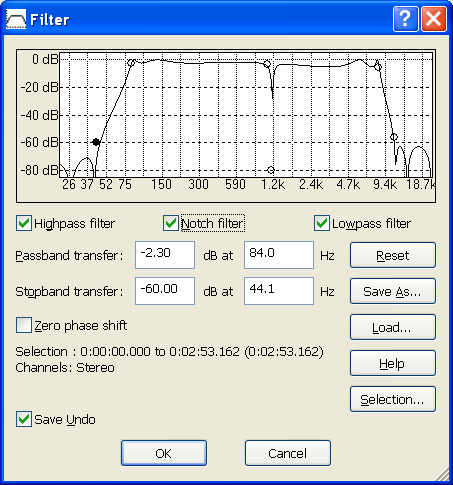 Filter
0 dB
-20 dB
-40 dB
-60 dB
-80 dB
26 37 52 75 150 300 590 1.2k 2.4k 4.7k 9.4k 18.7k
Highpass filter Notch filter Lowpass filter
Passband transfer: -2.30 dB at 84.0 Hz Reset
Stopband transfer: -60.00 dB at 44.1 Hz Save As...
Zero phase shift Load...
Selection : 0:00:00.000 to 0:02:53.162 (0:02:53.162)
Channels: Stereo Help
Selection...
Save Undo
OK Cancel